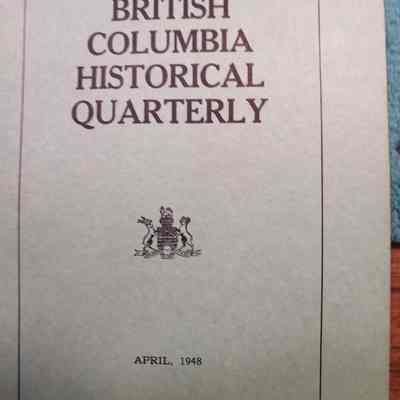 BRITISH
COLUMBIA
HISTORICAL
QUARTERLY
APRIL, 1948